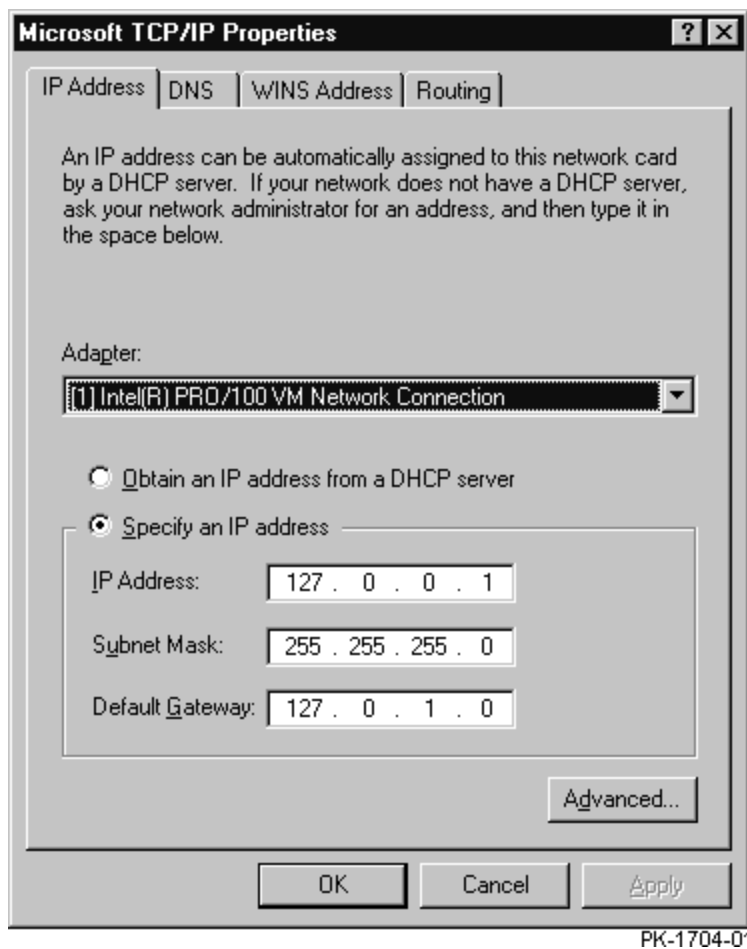 Microsoft TCP/IP Properties
IP Address DNS WINS Address Routing
An IP address can be automatically assigned to this network card
by a DHCP server. If your network does not have a DHCP server,
ask your network administrator for an address, and then type it in
the space below.
Adapter:
[1] Intel(R) PRO/100 VM Network Connection
Obtain an IP address from a DHCP server
Specify an IP address
IP Address: 127 . 0 . 0 . 1
Subnet Mask: 255 . 255 . 255 . 0
Default Gateway: 127 . 0 . 1 . 0
Advanced...
OK Cancel Apply
PK-1704-01